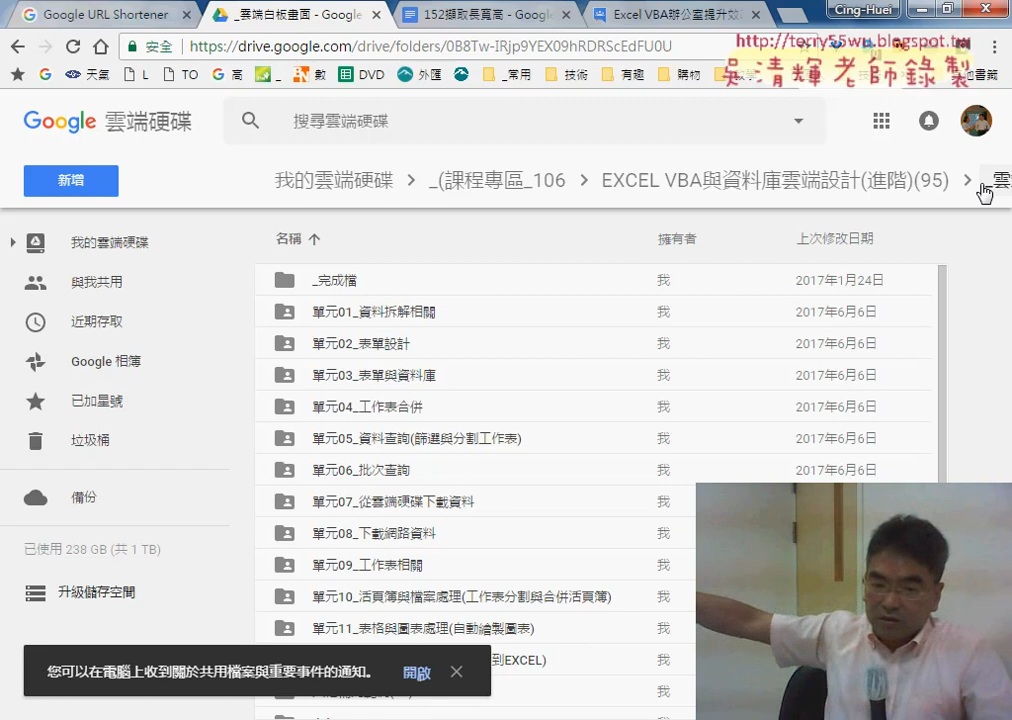 Google URL Shortener
_雲端白板畫面 - Google
152擷取長寬高 - Google
Excel VBA辦公室提升效
Cing-Huei
安全
https://drive.google.com/drive/folders/0B8Tw-IRjp9YEX09hRDRScEdFU0U
http://terry55wu.blogspot.tw
吳清輝老師錄製
天氣
L
TO
高
數
DVD
外匯
_常用
技術
有趣
購物
Google 雲端硬碟
搜尋雲端硬碟
新增
我的雲端硬碟 > _(課程專區_106 > EXCEL VBA與資料庫雲端設計(進階)(95) > _雲
我的雲端硬碟
與我共用
近期存取
Google 相簿
已加星號
垃圾桶
備份
已使用 238 GB (共 1 TB)
升級儲存空間
名稱 擁有者 上次修改日期
_完成檔 我 2017年1月24日
單元01_資料拆解相關 我 2017年6月6日
單元02_表單設計 我 2017年6月6日
單元03_表單與資料庫 我 2017年6月6日
單元04_工作表合併 我 2017年6月6日
單元05_資料查詢(篩選與分割工作表) 我 2017年6月6日
單元06_批次查詢 我 2017年6月6日
單元07_從雲端硬碟下載資料 我
單元08_下載網路資料 我
單元09_工作表相關 我
單元10_活頁簿與檔案處理(工作表分割與合併活頁簿) 我
單元11_表格與圖表處理(自動繪製圖表) 我
到EXCEL) 我
我
您可以在電腦上收到關於共用檔案與重要事件的通知。 開啟